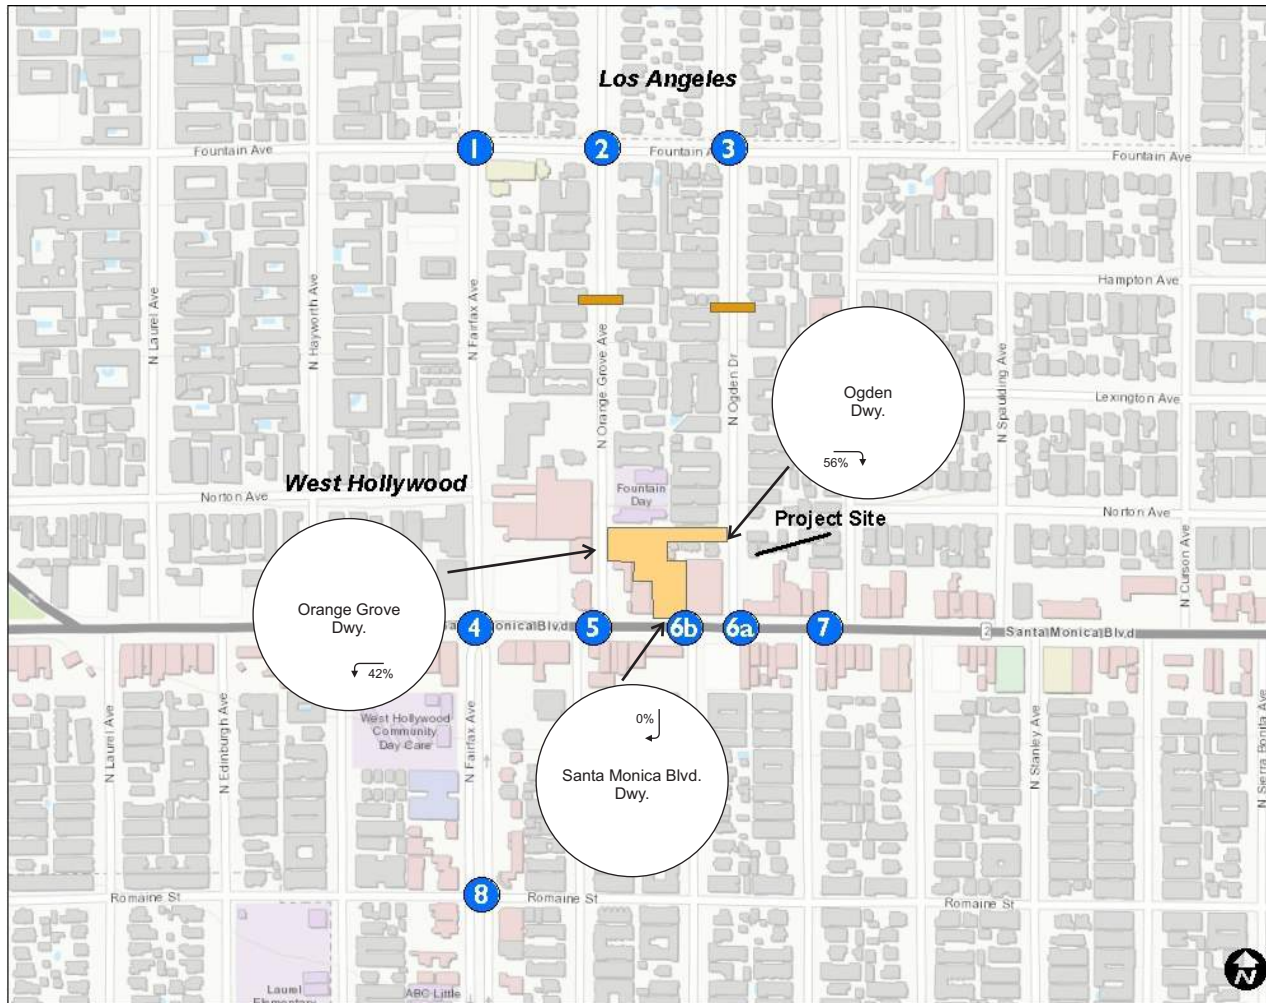 Los Angeles
1
2
3
Fountain Ave
Fountain A
Fountain Ave
Hampton Ave
N Laurel Ave
N Hayworth Ave
N Fairfax Ave
N Orange Grove Ave
N Ogden Dr
N Spaulding Ave
Lexington Ave
Ogden
Dwy.
56%
West Hollywood
Norton Ave
Fountain
Day
Norton Ave
Project Site
N Curson Ave
Orange Grove
Dwy.
42%
4
Monica Blvd
5
6b
6a
7
2
Santa Monica Blvd
0%
Santa Monica Blvd.
Dwy.
West Hollywood
Community
Day Care
N Laurel Ave
N Edinburgh Ave
N Fairfax Ave
N Stanley Ave
N Sierra Bonita Ave
8
Romaine St
Romaine St
Romaine St
Laurel
Elementary
ABC Little
N